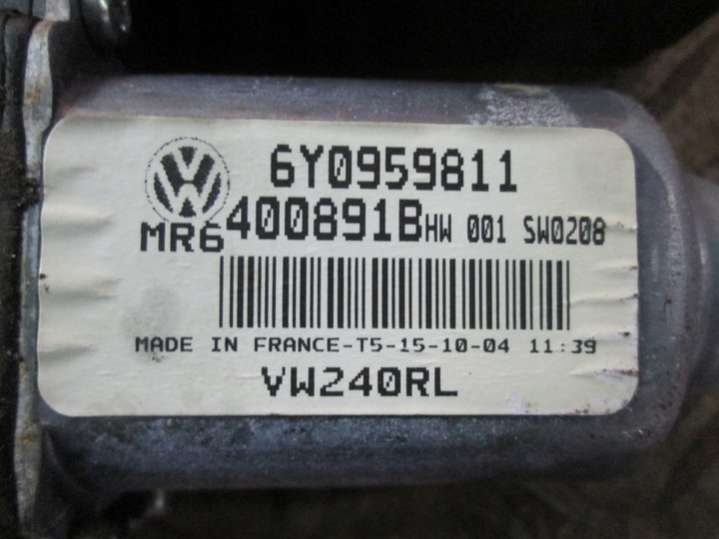 6Y0959811
MR6 400891B HW 001 SW0208
MADE IN FRANCE-T5-15-10-04 11:39
VW240RL